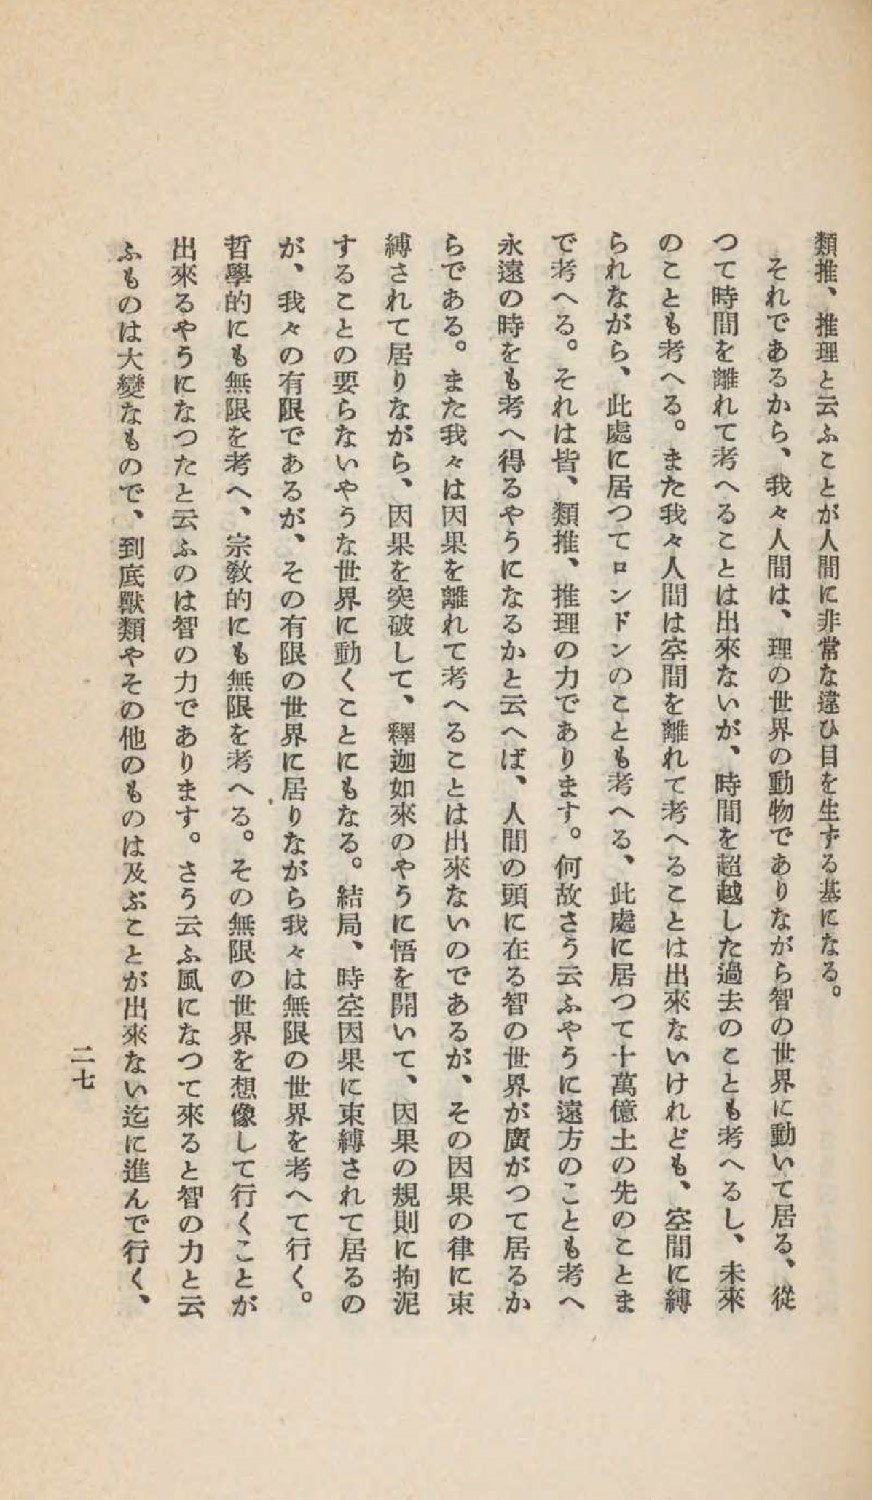 類推、推理と云ふことが人間に非常な違ひ目を生ずる基になる。
それであるから、我々人間は、理の世界の動物でありながら智の世界に動いて居る、從
つて時間を離れて考へることは出來ないが、時間を超越した過去のことも考へるし、未來
のことも考へる。また我々人間は空間を離れて考へることは出來ないけれども、空間に縛
られながら、此處に居つてロンドンのことも考へる、此處に居つて十萬億土の先のことま
で考へる。それは皆、類推、推理の力であります。何故さう云ふやうに遠方のことも考へ
永遠の時をも考へ得るやうになるかと云へば、人間の頭に在る智の世界が廣がつて居るか
らである。また我々は因果を離れて考へることは出來ないのであるが、その因果の律に束
縛されて居りながら、因果を突破して、釋迦如來のやうに悟を開いて、因果の規則に拘泥
することの要らないやうな世界に動くことにもなる。結局、時空因果に束縛されて居るの
が、我々の有限であるが、その有限の世界に居りながら我々は無限の世界を考へて行く。
哲學的にも無限を考へ、宗教的にも無限を考へる。その無限の世界を想像して行くことが
出來るやうになつたと云ふのは智の力であります。さう云ふ風になつて來ると智の力と云
ふものは大變なもので、到底獸類やその他のものは及ぶことが出來ない迄に進んで行く、
二七